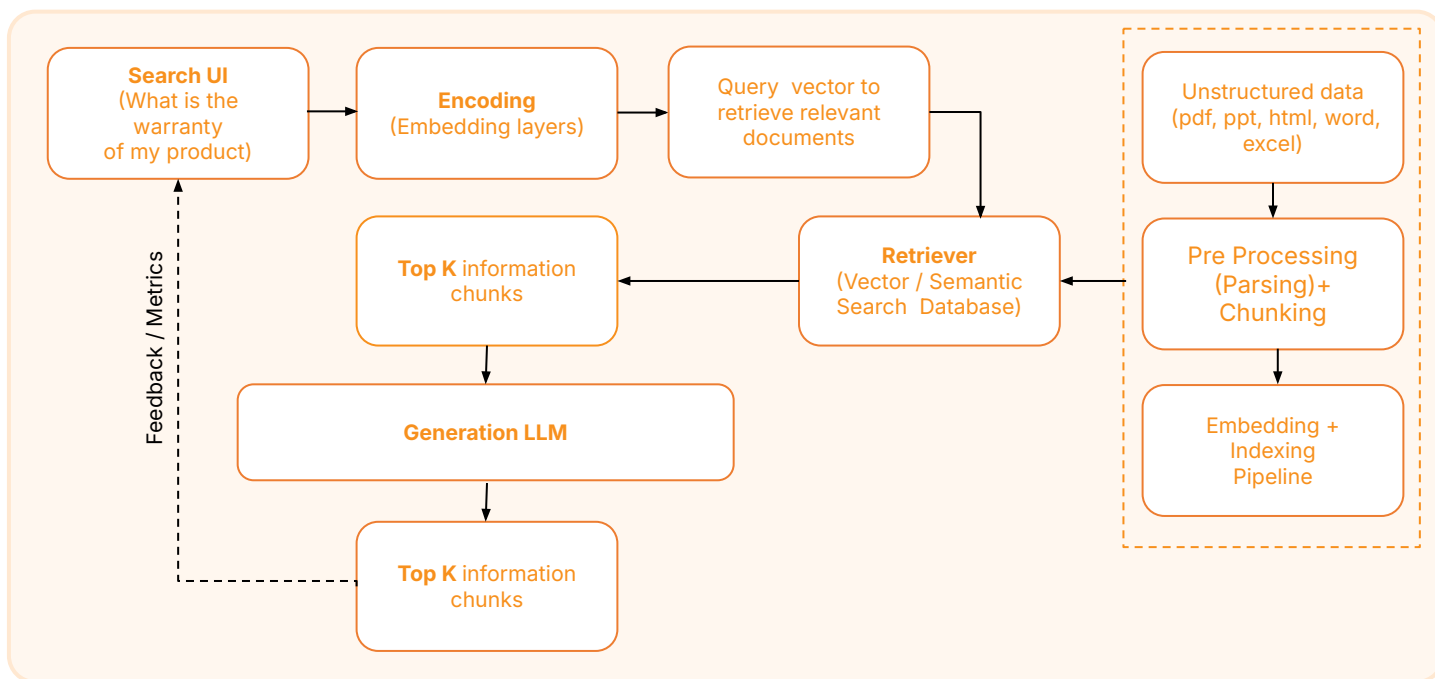 Search UI
(What is the
warranty
of my product)
Encoding
(Embedding layers)
Query  vector to
retrieve relevant
documents
Unstructured data
(pdf, ppt, html, word,
excel)
Top K information
chunks
Retriever
(Vector / Semantic
Search  Database)
Pre Processing
(Parsing)+
Chunking
Feedback / Metrics
Generation LLM
Embedding +
Indexing
Pipeline
Top K information
chunks